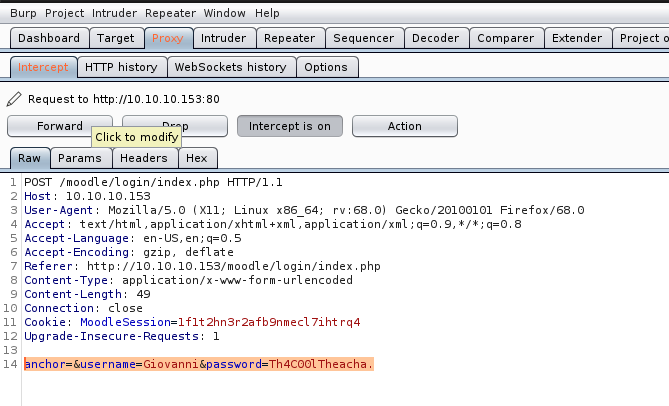 Burp Project Intruder Repeater Window Help
Dashboard Target Proxy Intruder Repeater Sequencer Decoder Comparer Extender Project o
Intercept HTTP history WebSockets history Options
Request to http://10.10.10.153:80
Forward Drop Intercept is on Action
Click to modify
Raw Params Headers Hex
1 POST /moodle/login/index.php HTTP/1.1
2 Host: 10.10.10.153
3 User-Agent: Mozilla/5.0 (X11; Linux x86_64; rv:68.0) Gecko/20100101 Firefox/68.0
4 Accept: text/html,application/xhtml+xml,application/xml;q=0.9,*/*;q=0.8
5 Accept-Language: en-US,en;q=0.5
6 Accept-Encoding: gzip, deflate
7 Referer: http://10.10.10.153/moodle/login/index.php
8 Content-Type: application/x-www-form-urlencoded
9 Content-Length: 49
10 Connection: close
11 Cookie: MoodleSession=1f1t2hn3r2afb9nmecl7ihtrq4
12 Upgrade-Insecure-Requests: 1
13
14 anchor=&username=Giovanni&password=Th4C00lTheacha.